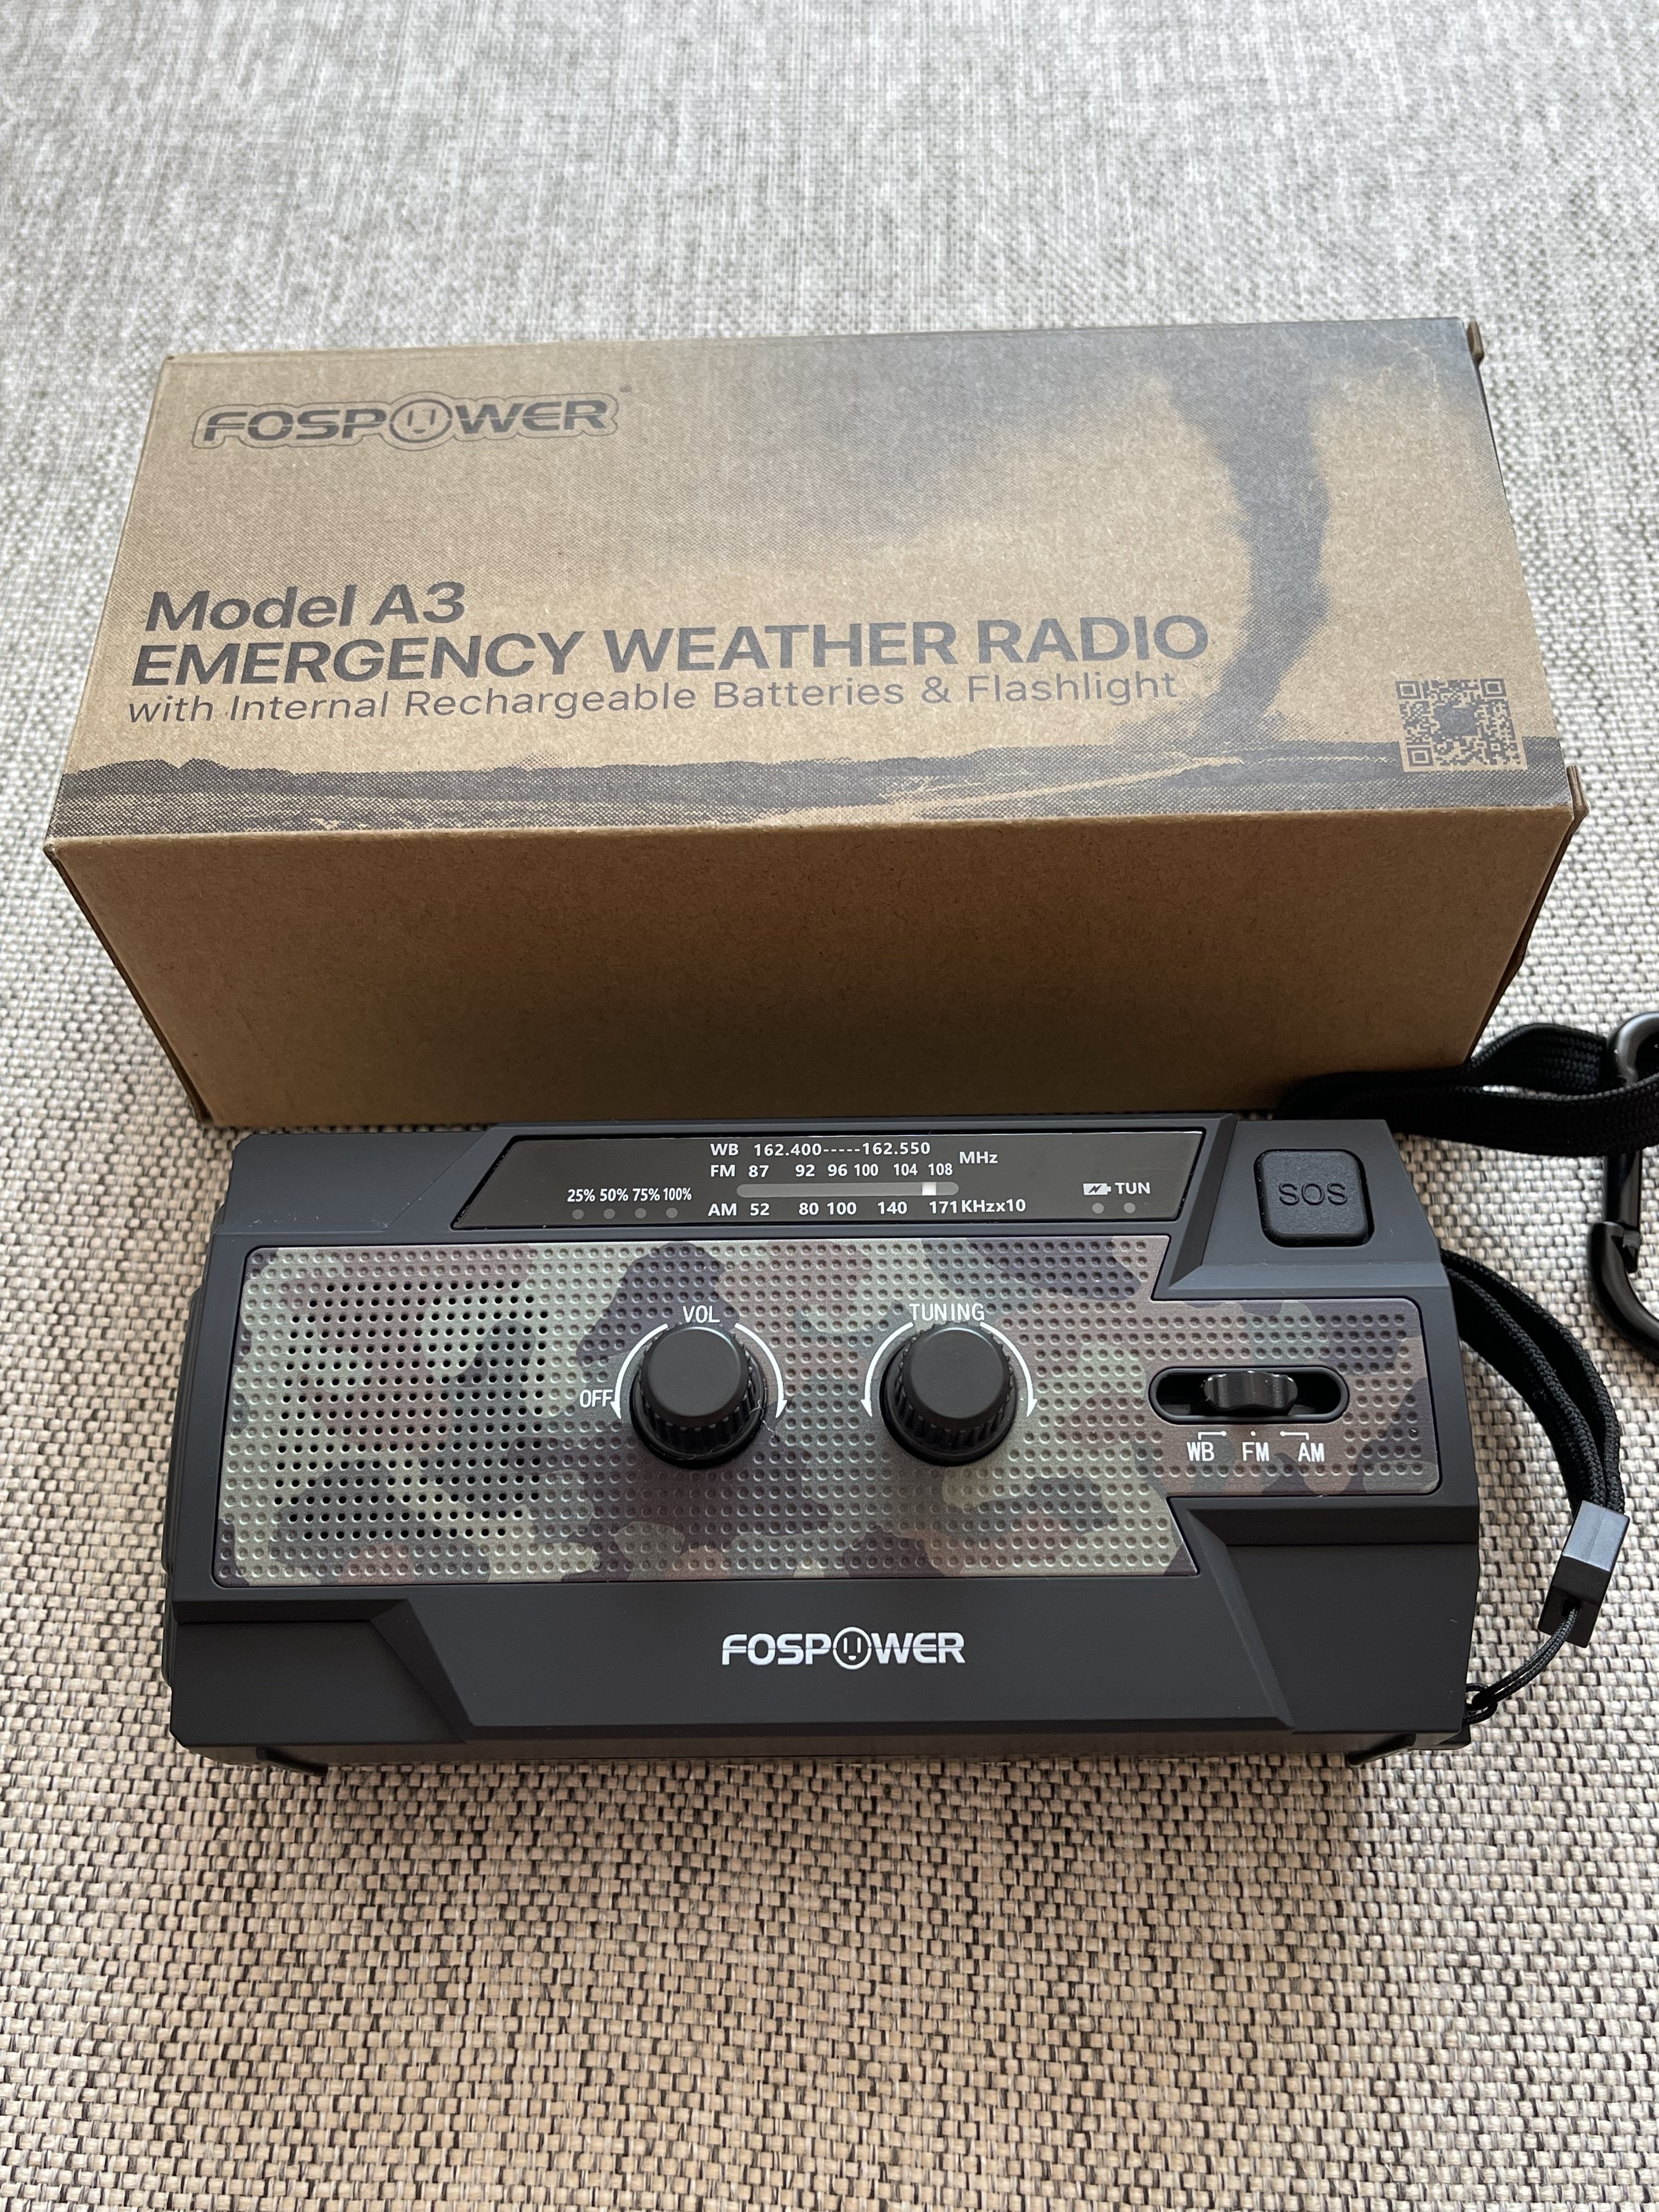 FOSPOWER
Model A3
EMERGENCY WEATHER RADIO
with Internal Rechargeable Batteries & Flashlight
WB 162.400-----162.550
MHz
FM 87 92 96 100 104 108
25% 50% 75% 100%
AM 52 80 100 140 171 KHzx10
TUN
SOS
VOL
OFF
TUNING
WB FM AM
FOSPOWER